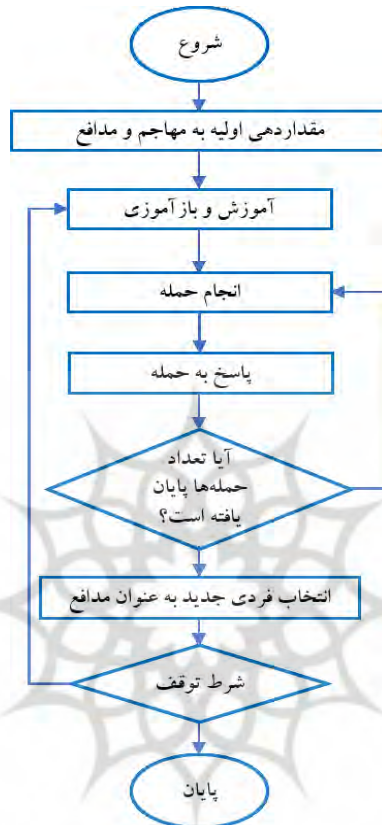 شروع
مقداردهی اولیه به مهاجم و مدافع
آموزش و بازآموزی
انجام حمله
پاسخ به حمله
آیا تعداد
حمله‌ها پایان
یافته است؟
انتخاب فردی جدید به عنوان مدافع
شرط توقف
پایان